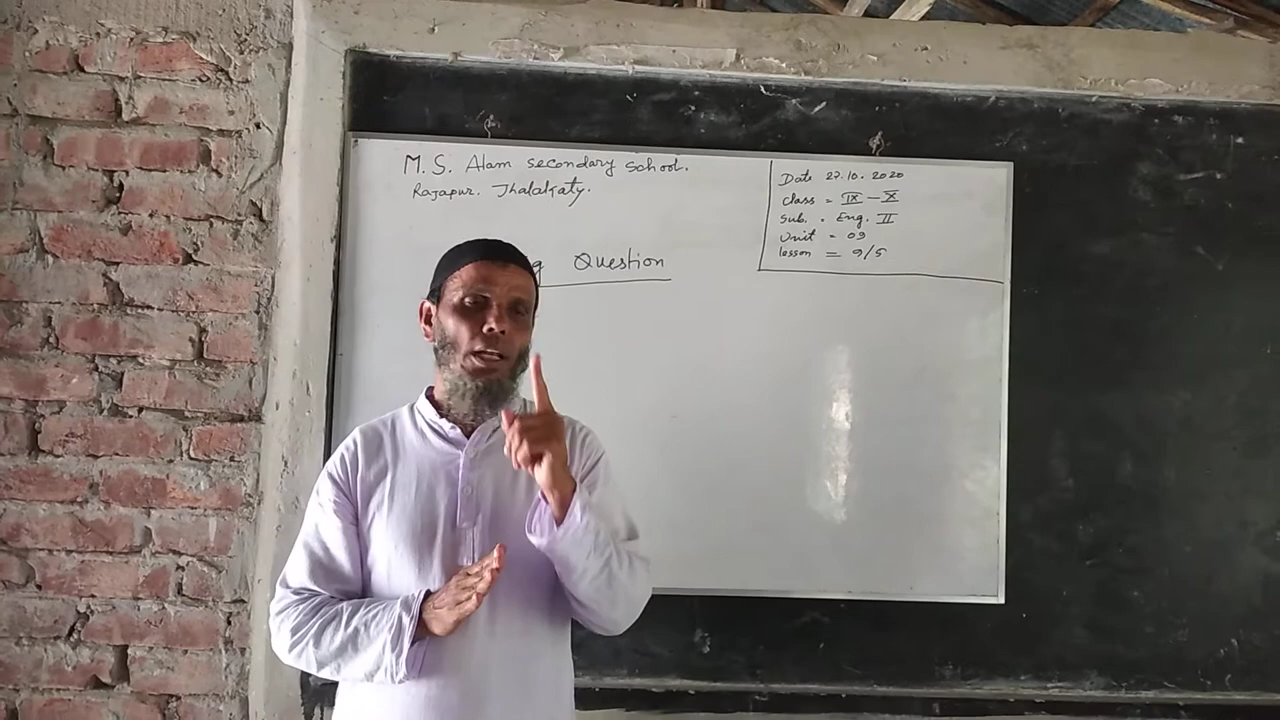 M. S. Alam secondary school.
Rajapur. Jhalakaty.
Date 27.10. 2020
class = IX - X
Sub. = Eng. II
Unit = 09
lesson = 9/5
Question